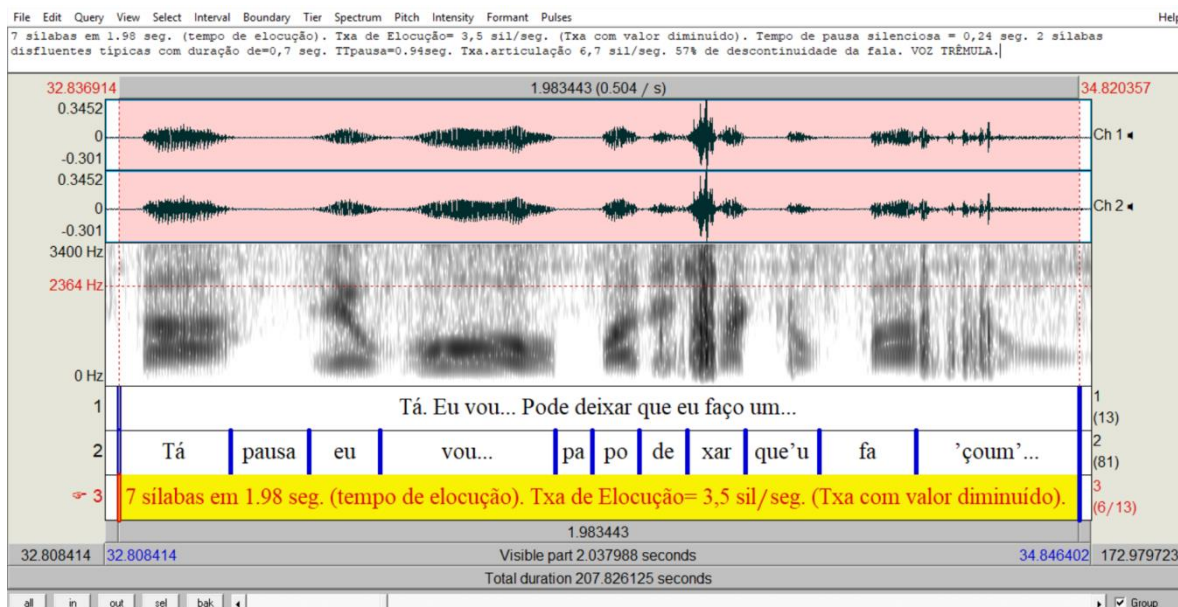 File Edit Query View Select Interval Boundary Tier Spectrum Pitch Intensity Formant Pulses Help
7 sílabas em 1.98 seg. (tempo de elocução). Txa de Elocução= 3,5 sil/seg. (Txa com valor diminuído). Tempo de pausa silenciosa = 0,24 seg. 2 sílabas
disfluentes típicas com duração de=0,7 seg. TTpausa=0.94seg. Txa.articulação 6,7 sil/seg. 57% de descontinuidade da fala. VOZ TRÊMULA.
32.836914 1.983443 (0.504 / s) 34.820357
0.3452
0 Ch 1
-0.301
0.3452
0 Ch 2
-0.301
3400 Hz
2364 Hz
0 Hz
1 Tá. Eu vou... Pode deixar que eu faço um... 1
(13)
2 Tá pausa eu vou... pa po de xar que'u fa 'çoum'... 2
(81)
3 7 sílabas em 1.98 seg. (tempo de elocução). Txa de Elocução= 3,5 sil/seg. (Txa com valor diminuído). 3
(6/13)
1.983443
32.808414 32.808414 Visible part 2.037988 seconds 34.846402 172.979723
Total duration 207.826125 seconds
all in out sel bak Group